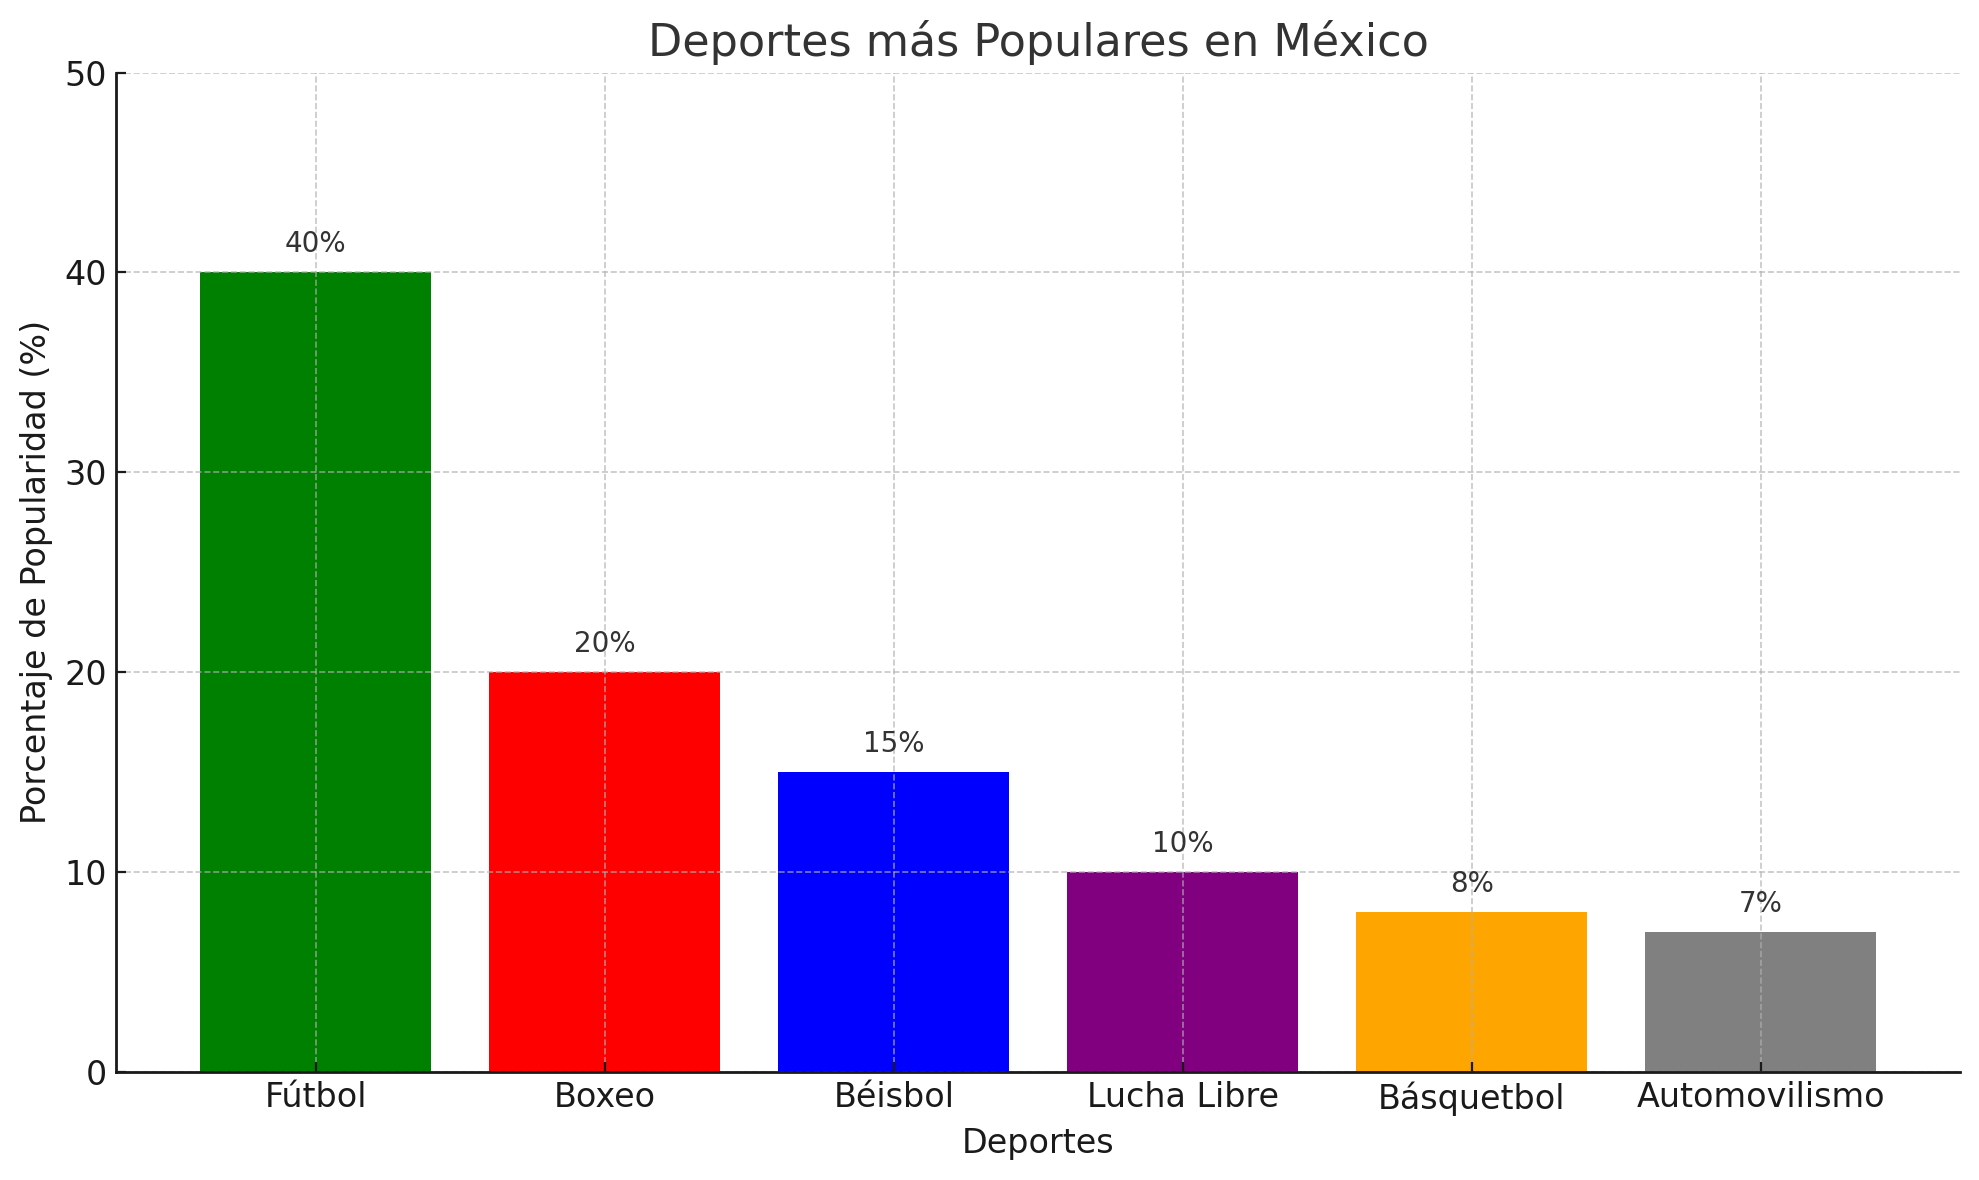 Deportes más Populares en México
Porcentaje de Popularidad (%)
50
40
30
20
10
0
40%
20%
15%
10%
8%
7%
Fútbol
Boxeo
Béisbol
Lucha Libre
Básquetbol
Automovilismo
Deportes